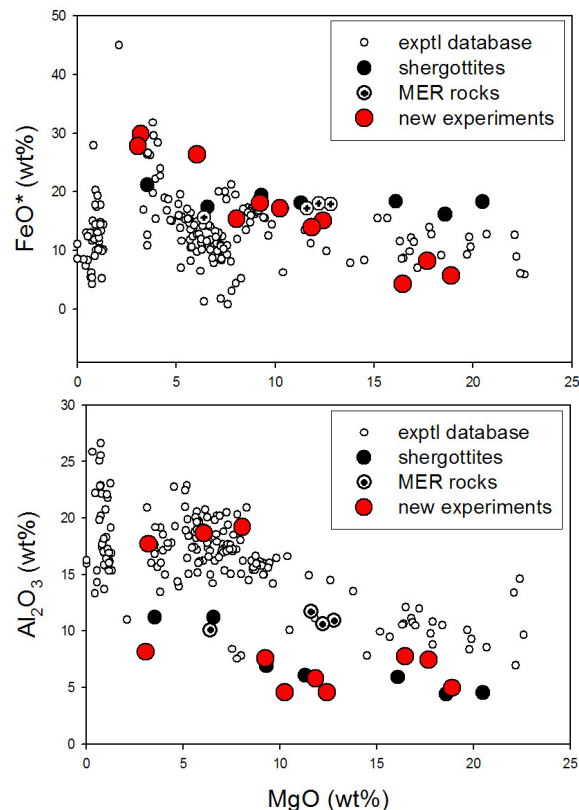 50
40
30
20
10
0
FeO* (wt%)
exptl database
shergottites
MER rocks
new experiments
0 5 10 15 20 25
30
25
20
15
10
5
0
Al₂O₃ (wt%)
exptl database
shergottites
MER rocks
new experiments
0 5 10 15 20 25
MgO (wt%)